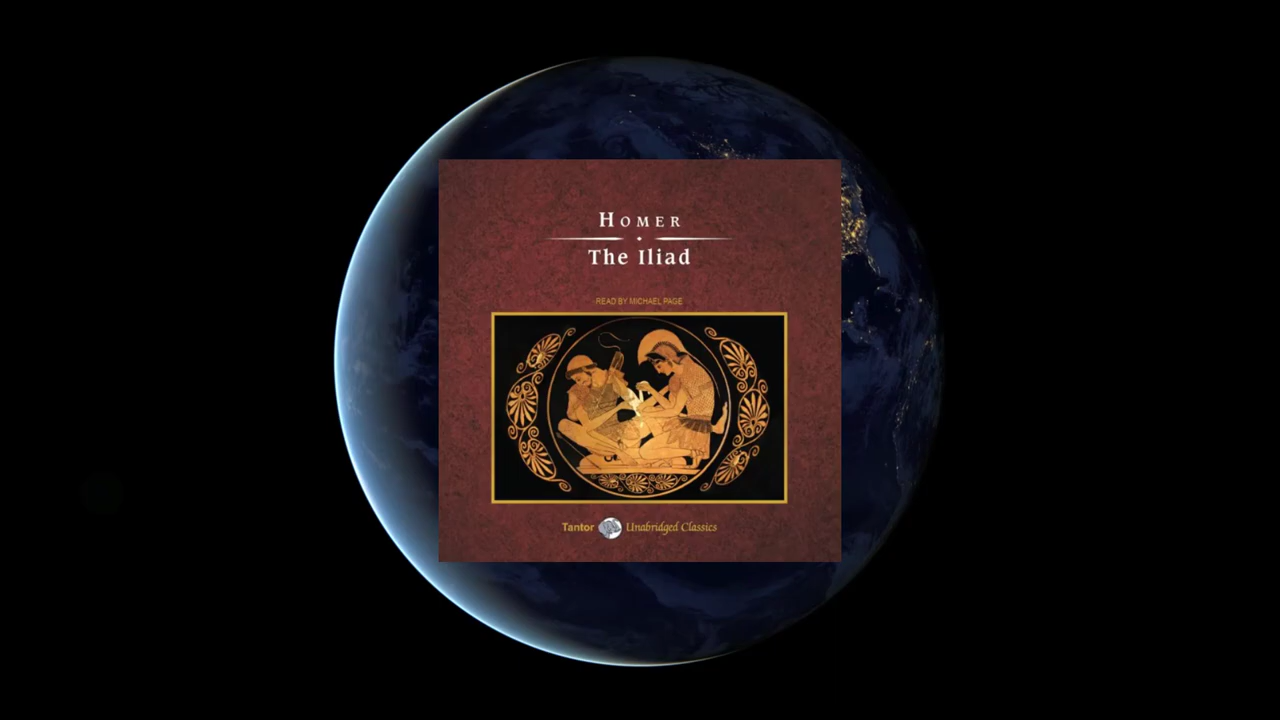 HOMER
The Iliad
READ BY MICHAEL PAGE
Tantor Unabridged Classics